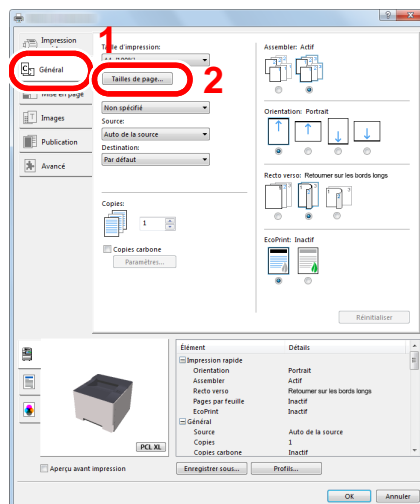 Impression
Général
Mise en page
Images
Publication
Avancé
1
Taille d'impression:
A4 [100%]
Tailles de page...
2
Non spécifié
Source:
Auto de la source
Destination:
Par défaut
Copies:
1
Copies carbone
Paramètres...
Assembler: Actif
Orientation: Portrait
Recto verso: Retourner sur les bords longs
EcoPrint: Inactif
Réinitialiser
Élément Détails
Impression rapide
Orientation Portrait
Assembler Actif
Recto verso Retourner sur les bords longs
Pages par feuille Inactif
EcoPrint Inactif
Général
Source Auto de la source
Copies 1
Copies carbone Inactif
PCL XL
Aperçu avant impression
Enregistrer sous...
Profils...
OK
Annuler